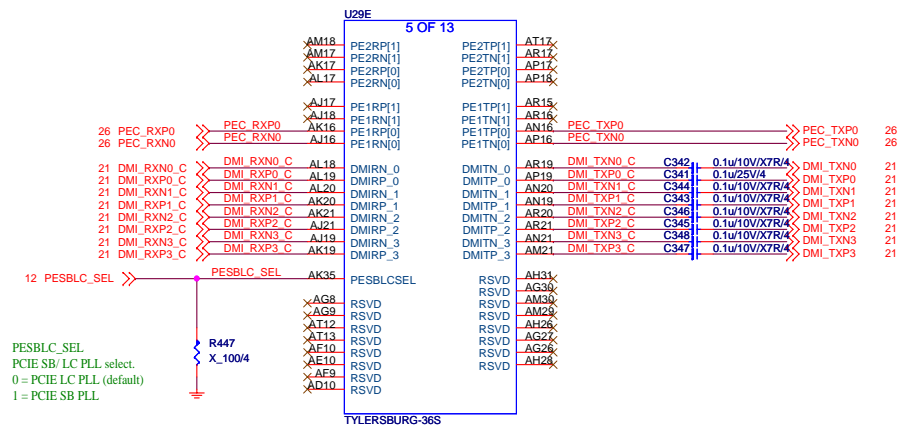 U29E
5 OF 13
AM18 PE2RP[1] PE2TP[1] AT17
AM17 PE2RN[1] PE2TN[1] AR17
AK17 PE2RP[0] PE2TP[0] AP17
AL17 PE2RN[0] PE2TN[0] AP18
AJ17 PE1RP[1] PE1TP[1] AR15
AJ18 PE1RN[1] PE1TN[1] AR16
26 PEC_RXP0 PEC_RXP0 AK16 PE1RP[0] PE1TP[0] AN16 PEC_TXP0 PEC_TXP0 26
26 PEC_RXN0 PEC_RXN0 AJ16 PE1RN[0] PE1TN[0] AP16 PEC_TXN0 PEC_TXN0 26
21 DMI_RXN0_C DMI_RXN0_C AL18 DMIRN_0 DMITN_0 AR19 DMI_TXN0_C C342 0.1u/10V/X7R/4 DMI_TXN0 21
21 DMI_RXP0_C DMI_RXP0_C AL19 DMIRP_0 DMITP_0 AP19 DMI_TXP0_C C341 0.1u/25V/4 DMI_TXP0 21
21 DMI_RXN1_C DMI_RXN1_C AL20 DMIRN_1 DMITN_1 AN20 DMI_TXN1_C C344 0.1u/10V/X7R/4 DMI_TXN1 21
21 DMI_RXP1_C DMI_RXP1_C AK20 DMIRP_1 DMITP_1 AN19 DMI_TXP1_C C343 0.1u/10V/X7R/4 DMI_TXP1 21
21 DMI_RXN2_C DMI_RXN2_C AK21 DMIRN_2 DMITN_2 AR20 DMI_TXN2_C C346 0.1u/10V/X7R/4 DMI_TXN2 21
21 DMI_RXP2_C DMI_RXP2_C AJ21 DMIRP_2 DMITP_2 AR21 DMI_TXP2_C C345 0.1u/10V/X7R/4 DMI_TXP2 21
21 DMI_RXN3_C DMI_RXN3_C AJ19 DMIRN_3 DMITN_3 AN21 DMI_TXN3_C C348 0.1u/10V/X7R/4 DMI_TXN3 21
21 DMI_RXP3_C DMI_RXP3_C AK19 DMIRP_3 DMITP_3 AM21 DMI_TXP3_C C347 0.1u/10V/X7R/4 DMI_TXP3 21
12 PESBLC_SEL PESBLC_SEL AK35 PESBLCSEL RSVD AH31
RSVD AG30
AG8 RSVD RSVD AM30
AG9 RSVD RSVD AM29
AT12 RSVD RSVD AH26
AT13 RSVD RSVD AG27
AF10 RSVD RSVD AG26
AE10 RSVD RSVD AH28
AF9 RSVD
AD10 RSVD
R447
X_100/4
PESBLC_SEL
PCIE SB/ LC PLL select.
0 = PCIE LC PLL (default)
1 = PCIE SB PLL
TYLERSBURG-36S